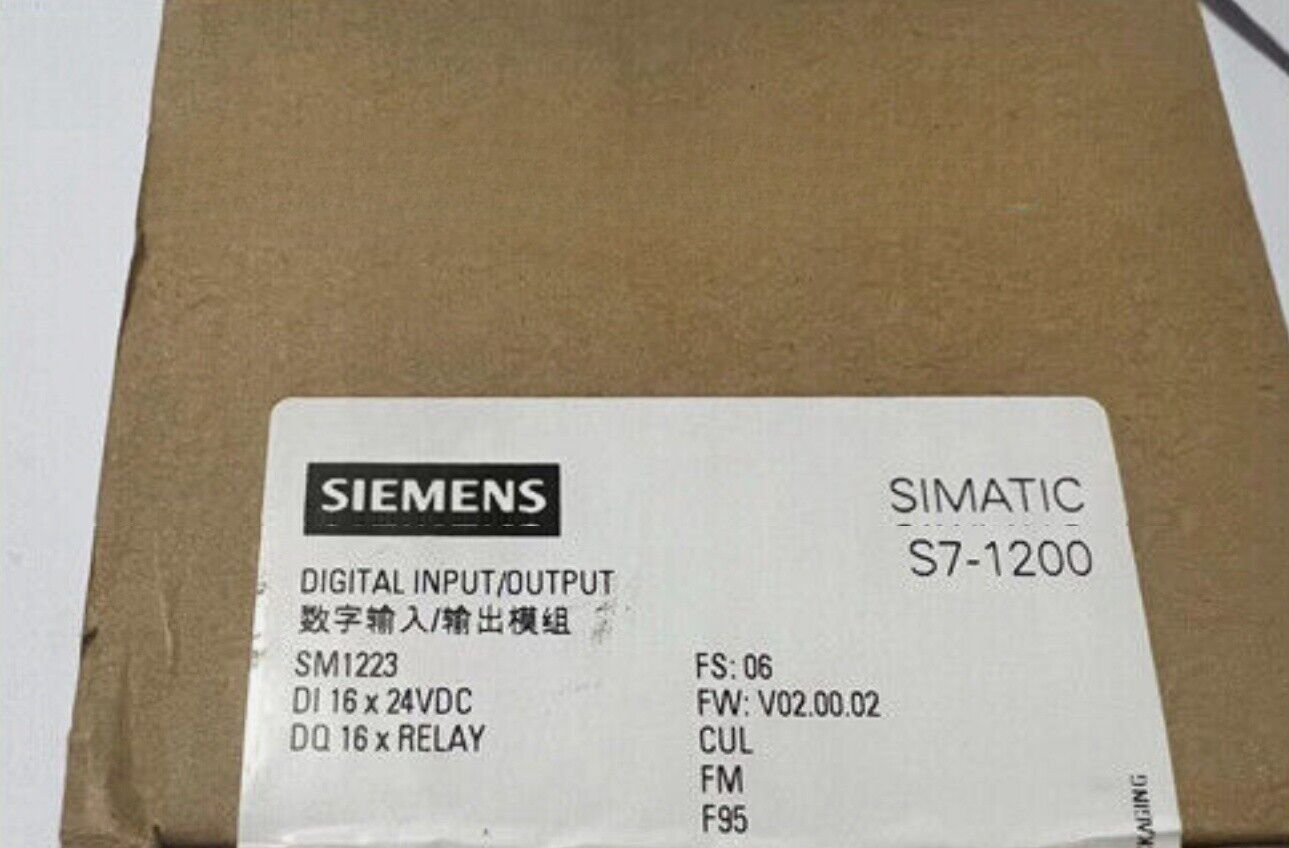 SIEMENS
SIMATIC
S7-1200
DIGITAL INPUT/OUTPUT
数字输入/输出模组
SM1223
DI 16 x 24VDC
DQ 16 x RELAY
FS: 06
FW: V02.00.02
CUL
FM
F95
KAGING